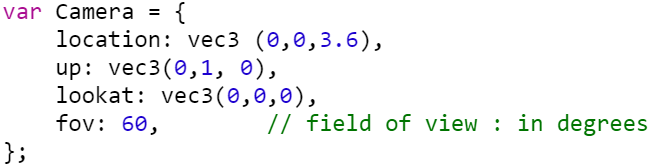 var Camera = {
    location: vec3 (0,0,3.6),
    up: vec3(0,1, 0),
    lookat: vec3(0,0,0),
    fov: 60,        // field of view : in degrees
};